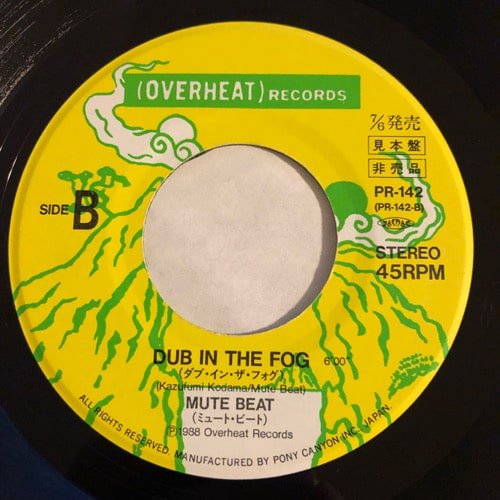 (OVERHEAT) RECORDS
7/6発売
見本盤
非売品
PR-142
(PR-142-B)
JASRAC
SIDE B
STEREO
45RPM
DUB IN THE FOG 6'00"
(ダブ・イン・ザ・フォグ)
(Kazufumi Kodama/Mute Beat)
MUTE BEAT
(ミュート・ビート)
Ⓟ1988 Overheat Records
ALL RIGHTS RESERVED. MANUFACTURED BY PONY CANYON INC. JAPAN.